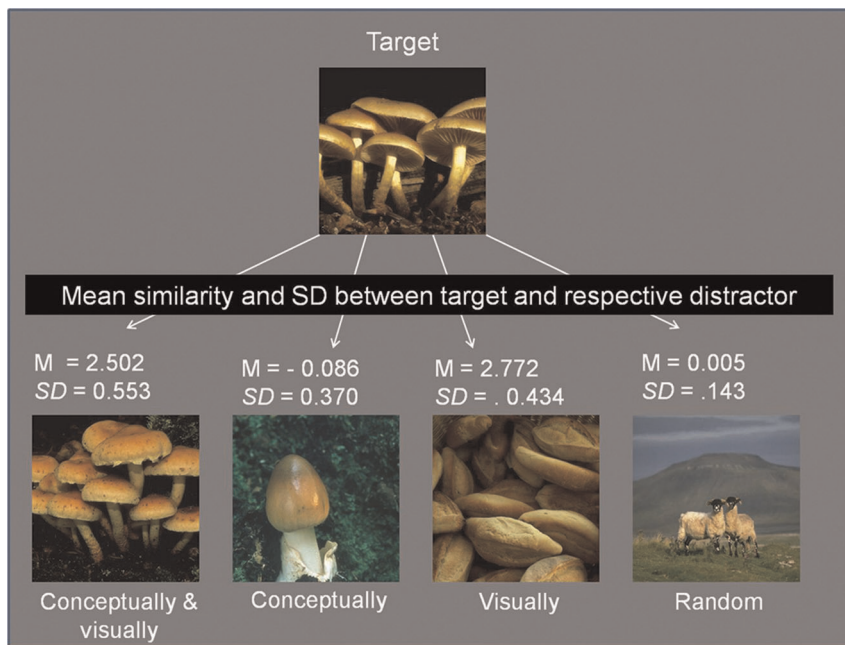 Target
Mean similarity and SD between target and respective distractor
M = 2.502
SD = 0.553
M = - 0.086
SD = 0.370
M = 2.772
SD = . 0.434
M = 0.005
SD = .143
Conceptually &
visually
Conceptually
Visually
Random